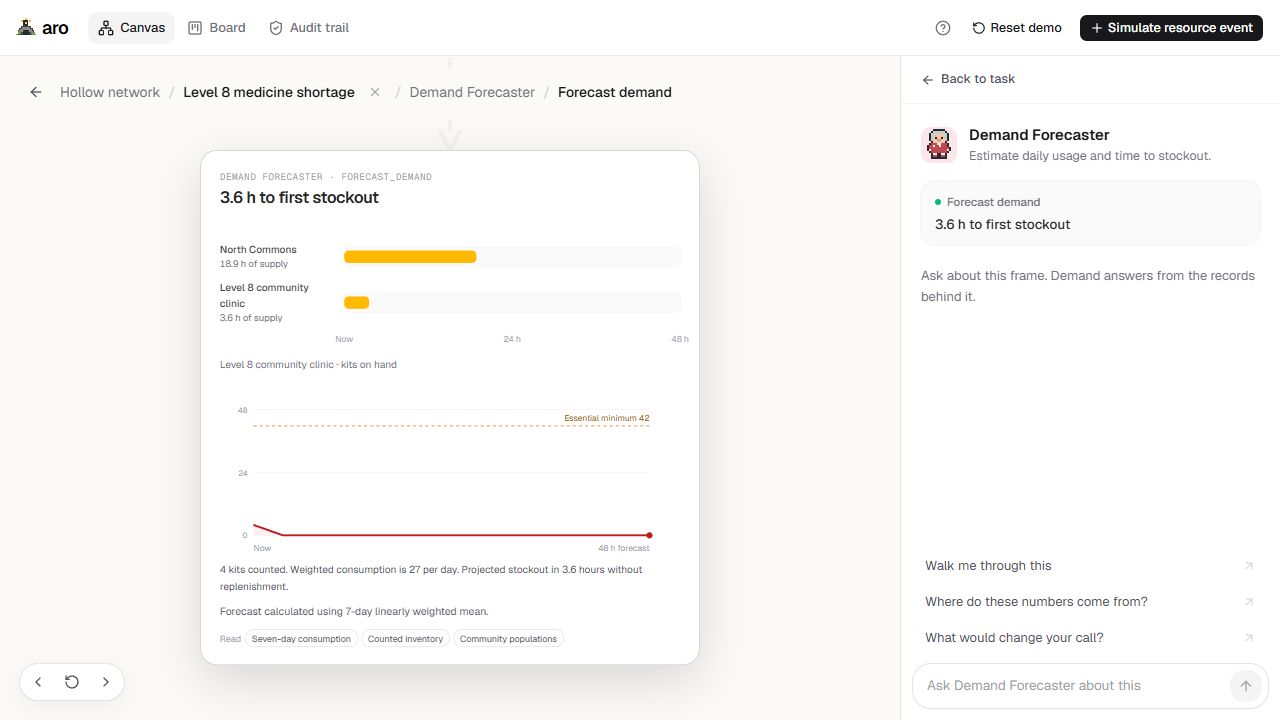 aro
Canvas
Board
Audit trail
Reset demo
Simulate resource event
Hollow network / Level 8 medicine shortage / Demand Forecaster / Forecast demand
DEMAND FORECASTER · FORECAST_DEMAND
3.6 h to first stockout
North Commons
18.9 h of supply
Level 8 community
clinic
3.6 h of supply
Now 24 h 48 h
Level 8 community clinic · kits on hand
48
Essential minimum 42
24
0
Now 48 h forecast
4 kits counted. Weighted consumption is 27 per day. Projected stockout in 3.6 hours without
replenishment.
Forecast calculated using 7-day linearly weighted mean.
Read Seven-day consumption Counted inventory Community populations
Back to task
Demand Forecaster
Estimate daily usage and time to stockout.
Forecast demand
3.6 h to first stockout
Ask about this frame. Demand answers from the records
behind it.
Walk me through this
Where do these numbers come from?
What would change your call?
Ask Demand Forecaster about this